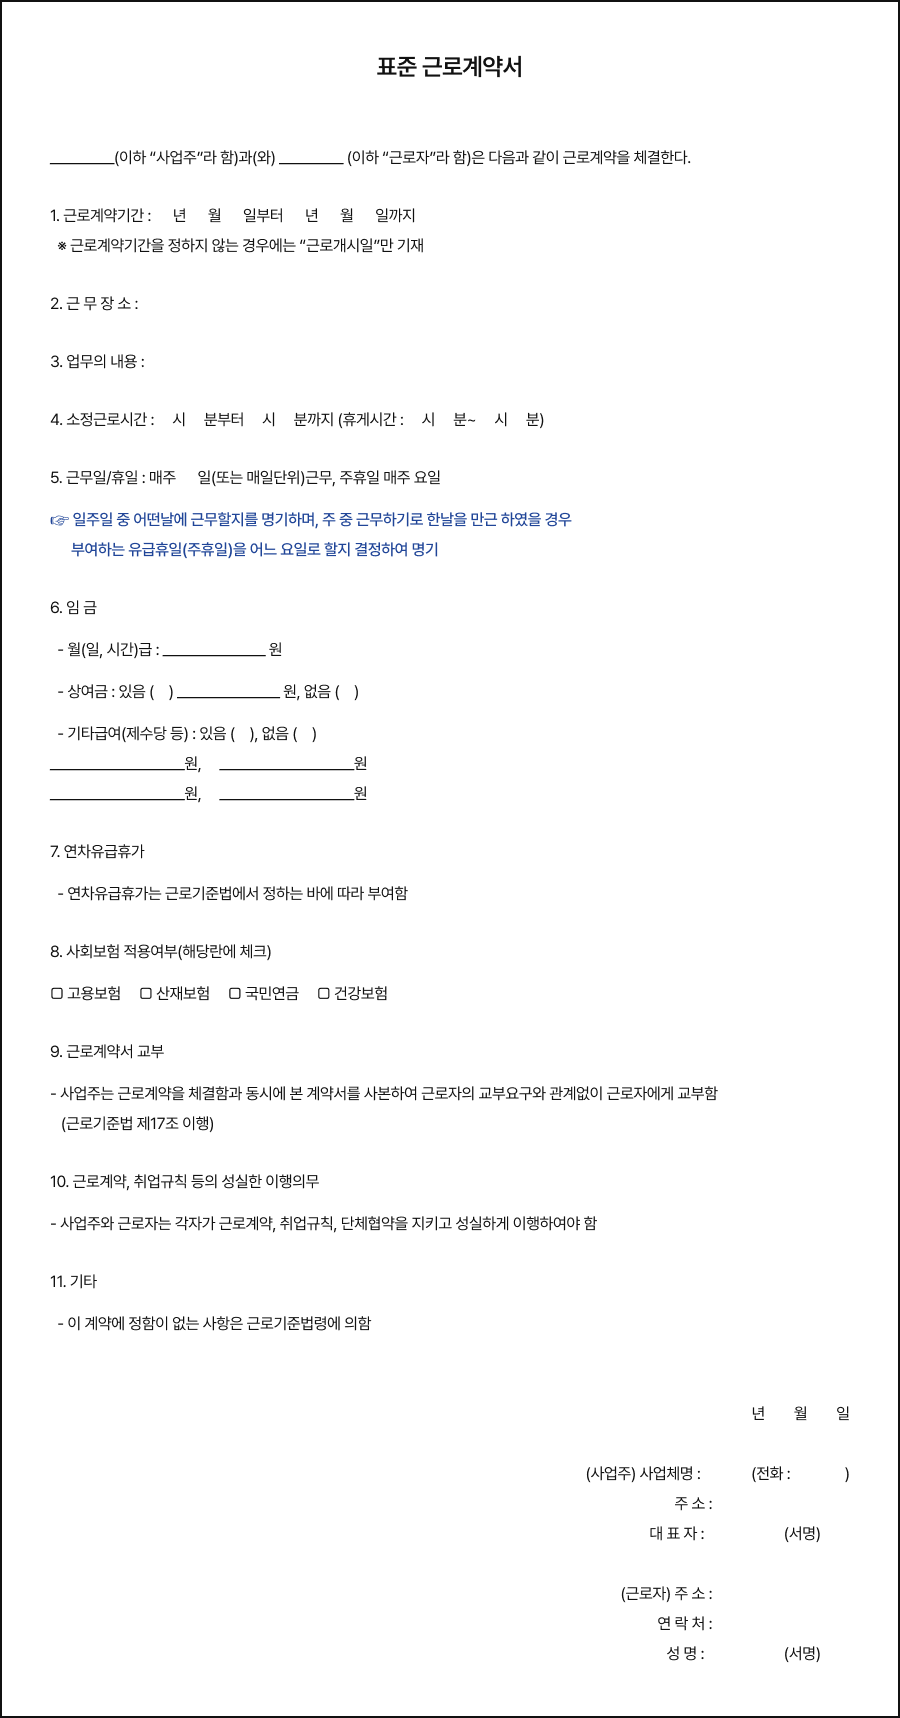 표준 근로계약서
_________(이하 “사업주”라 함)과(와) _________ (이하 “근로자”라 함)은 다음과 같이 근로계약을 체결한다.
1. 근로계약기간 : 년 월 일부터 년 월 일까지
※ 근로계약기간을 정하지 않는 경우에는 “근로개시일”만 기재
2. 근 무 장 소 :
3. 업무의 내용 :
4. 소정근로시간 : 시 분부터 시 분까지 (휴게시간 : 시 분~ 시 분)
5. 근무일/휴일 : 매주 일(또는 매일단위)근무, 주휴일 매주 요일
☞ 일주일 중 어떤날에 근무할지를 명기하며, 주 중 근무하기로 한날을 만근 하였을 경우
부여하는 유급휴일(주휴일)을 어느 요일로 할지 결정하여 명기
6. 임 금
- 월(일, 시간)급 : ______________ 원
- 상여금 : 있음 ( ) ______________ 원, 없음 ( )
- 기타급여(제수당 등) : 있음 ( ), 없음 ( )
__________________원, __________________원
__________________원, __________________원
7. 연차유급휴가
- 연차유급휴가는 근로기준법에서 정하는 바에 따라 부여함
8. 사회보험 적용여부(해당란에 체크)
▢ 고용보험 ▢ 산재보험 ▢ 국민연금 ▢ 건강보험
9. 근로계약서 교부
- 사업주는 근로계약을 체결함과 동시에 본 계약서를 사본하여 근로자의 교부요구와 관계없이 근로자에게 교부함
(근로기준법 제17조 이행)
10. 근로계약, 취업규칙 등의 성실한 이행의무
- 사업주와 근로자는 각자가 근로계약, 취업규칙, 단체협약을 지키고 성실하게 이행하여야 함
11. 기타
- 이 계약에 정함이 없는 사항은 근로기준법령에 의함
년 월 일
(사업주) 사업체명 : (전화 : )
주 소 :
대 표 자 : (서명)
(근로자) 주 소 :
연 락 처 :
성 명 : (서명)